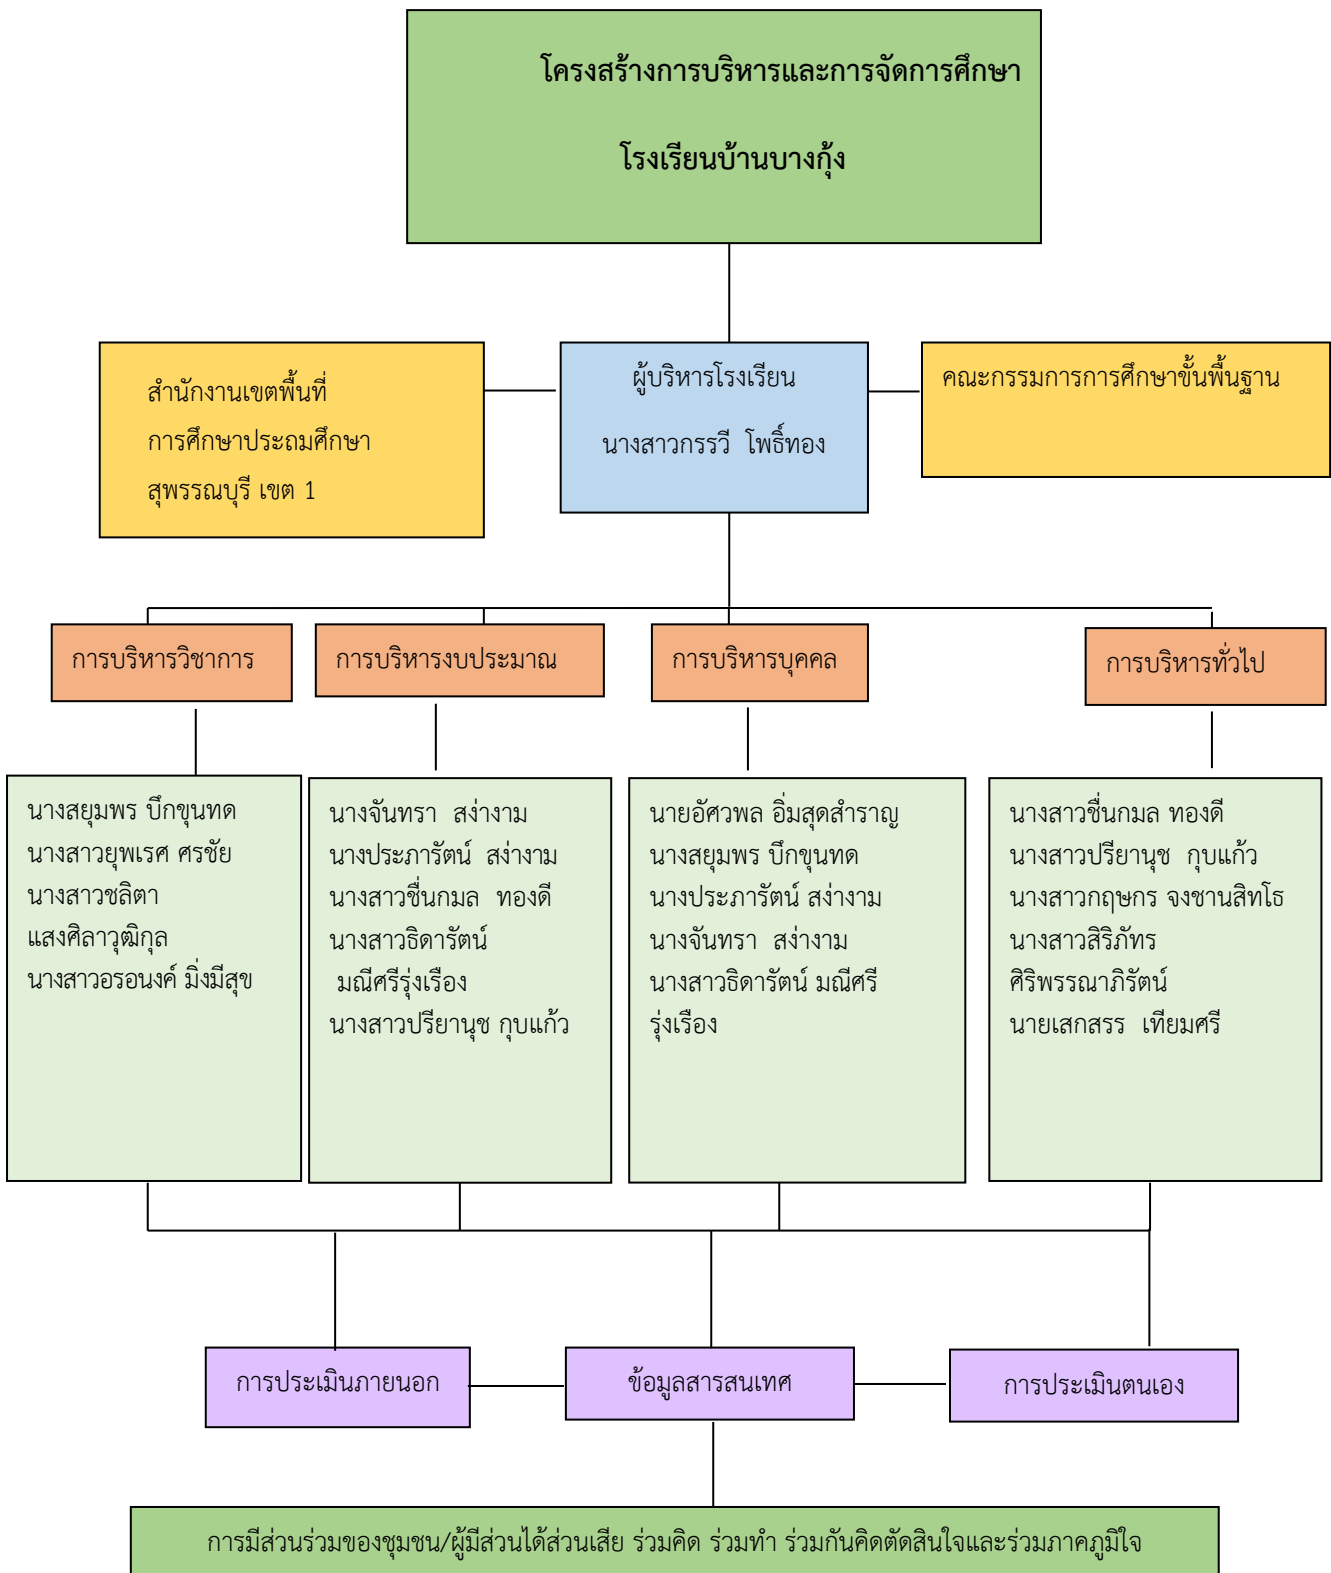 โครงสร้างการบริหารและการจัดการศึกษา
โรงเรียนบ้านบางกุ้ง
สำนักงานเขตพื้นที่
การศึกษาประถมศึกษา
สุพรรณบุรี เขต 1
ผู้บริหารโรงเรียน
นางสาวกรรวี  โพธิ์ทอง
คณะกรรมการการศึกษาขั้นพื้นฐาน
การบริหารวิชาการ
การบริหารงบประมาณ
การบริหารบุคคล
การบริหารทั่วไป
นางสยุมพร บึกขุนทด
นางสาวยุพเรศ ศรชัย
นางสาวชลิตา
แสงศิลาวุฒิกุล
นางสาวอรอนงค์ มิ่งมีสุข
นางจันทรา  สง่างาม
นางประภารัตน์  สง่างาม
นางสาวชื่นกมล  ทองดี
นางสาวธิดารัตน์
มณีศรีรุ่งเรือง
นางสาวปรียานุช กุบแก้ว
นายอัศวพล อิ่มสุดสำราญ
นางสยุมพร บึกขุนทด
นางประภารัตน์ สง่างาม
นางจันทรา  สง่างาม
นางสาวธิดารัตน์ มณีศรี
รุ่งเรือง
นางสาวชื่นกมล ทองดี
นางสาวปรียานุช  กุบแก้ว
นางสาวกฤษกร จงชานสิทโธ
นางสาวสิริภัทร
ศิริพรรณาภิรัตน์
นายเสกสรร  เทียมศรี
การประเมินภายนอก
ข้อมูลสารสนเทศ
การประเมินตนเอง
การมีส่วนร่วมของชุมชน/ผู้มีส่วนได้ส่วนเสีย ร่วมคิด ร่วมทำ ร่วมกันคิดตัดสินใจและร่วมภาคภูมิใจ